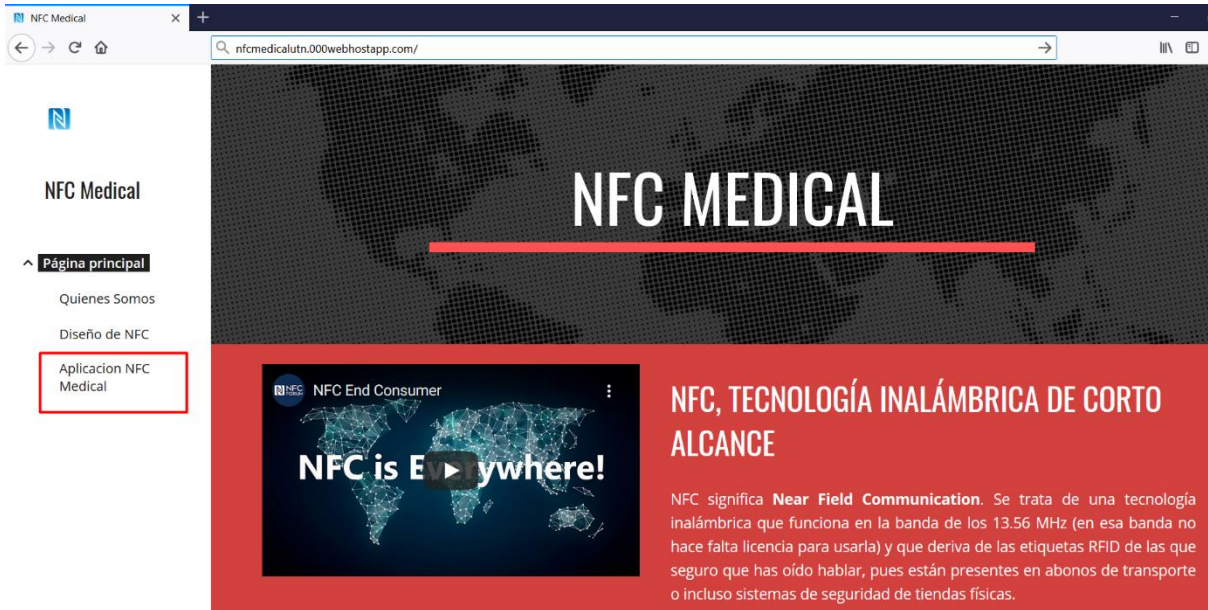 NFC Medical
nfcmedicalutn.000webhostapp.com/
NFC Medical
Página principal
Quienes Somos
Diseño de NFC
Aplicacion NFC
Medical
NFC MEDICAL
NFC FORUM
NFC End Consumer
NFC is Everywhere!
NFC, TECNOLOGÍA INALÁMBRICA DE CORTO
ALCANCE
NFC significa Near Field Communication. Se trata de una tecnología
inalámbrica que funciona en la banda de los 13.56 MHz (en esa banda no
hace falta licencia para usarla) y que deriva de las etiquetas RFID de las que
seguro que has oído hablar, pues están presentes en abonos de transporte
o incluso sistemas de seguridad de tiendas físicas.